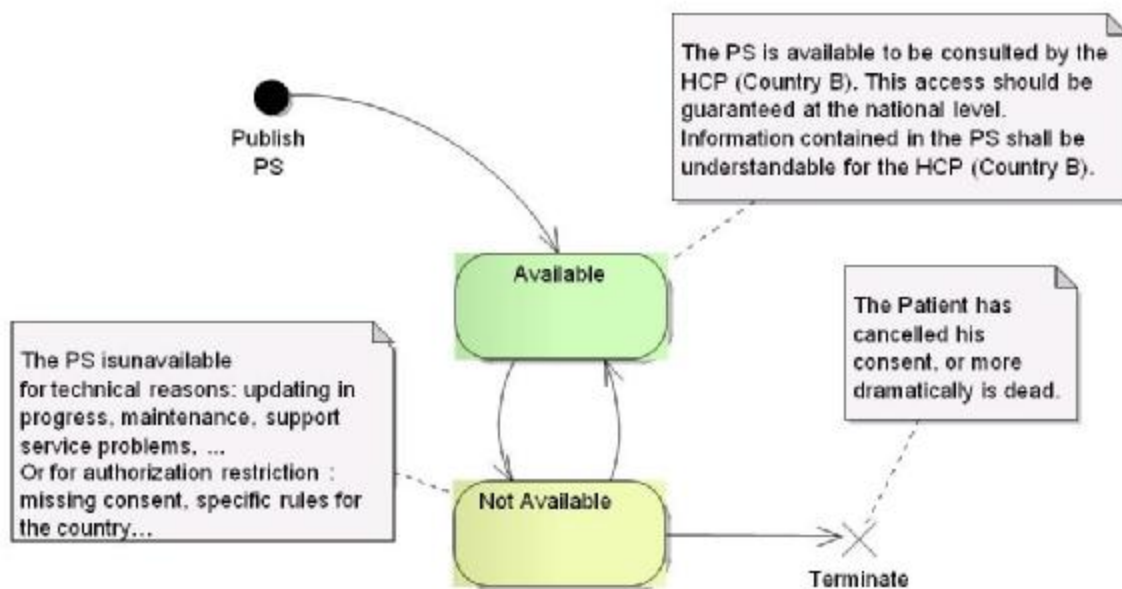 The PS is available to be consulted by the
HCP (Country B). This access should be
guaranteed at the national level.
Information contained in the PS shall be
understandable for the HCP (Country B).
Publish
PS
Available
The Patient has
cancelled his
consent, or more
dramatically is dead.
The PS isunavailable
for technical reasons: updating in
progress, maintenance, support
service problems, ...
Or for authorization restriction :
missing consent, specific rules for
the country...
Not Available
Terminate